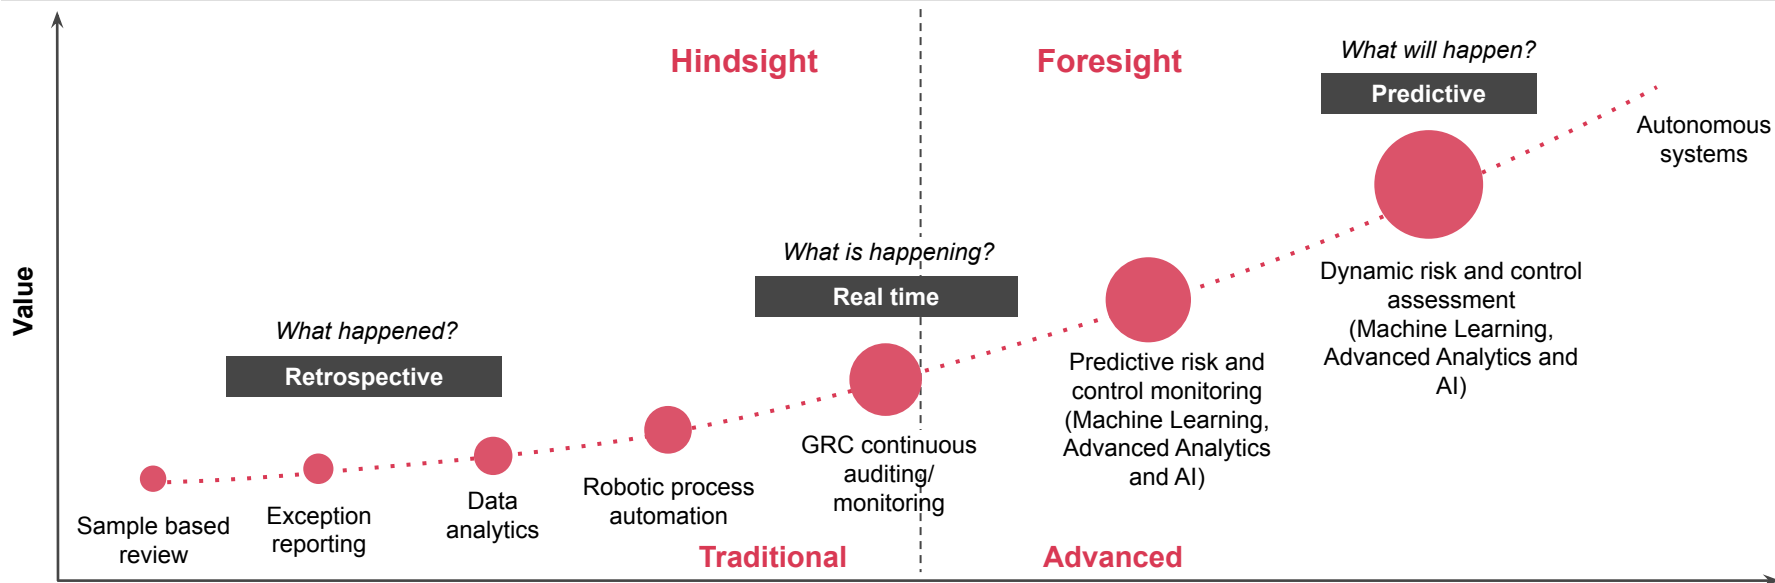 Hindsight
Foresight
What will happen?
Predictive
Autonomous
systems
What is happening?
Real time
Value
What happened?
Retrospective
Dynamic risk and control
assessment
(Machine Learning,
Advanced Analytics and
AI)
Predictive risk and
control monitoring
(Machine Learning,
Advanced Analytics
and AI)
GRC continuous
auditing/
monitoring
Robotic process
automation
Data
analytics
Exception
reporting
Sample based
review
Traditional
Advanced